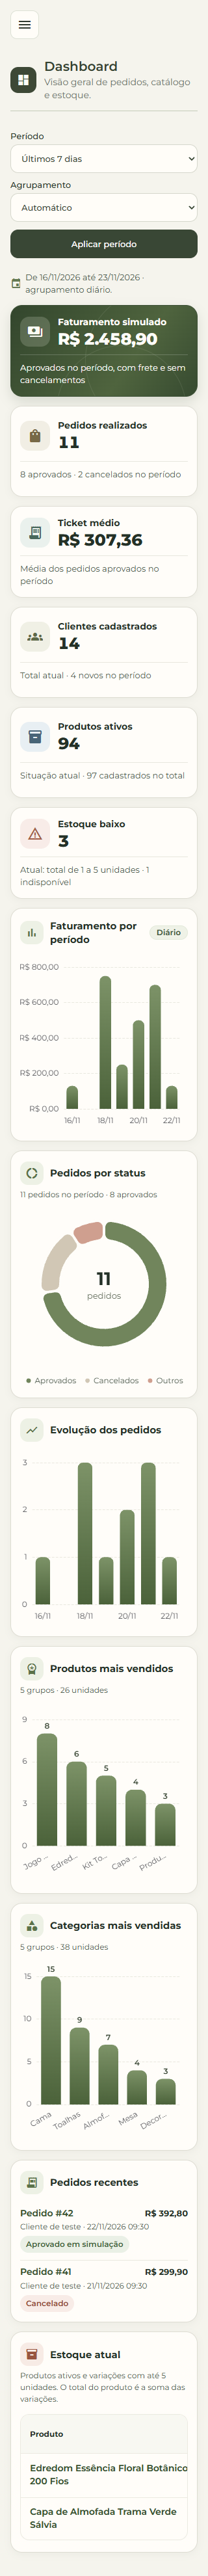 Dashboard
Visão geral de pedidos, catálogo
e estoque.
Período
Últimos 7 dias
Agrupamento
Automático
Aplicar período
De 16/11/2026 até 23/11/2026 ·
agrupamento diário.
Faturamento simulado
R$ 2.458,90
Aprovados no período, com frete e sem
cancelamentos
Pedidos realizados
11
8 aprovados · 2 cancelados no período
Ticket médio
R$ 307,36
Média dos pedidos aprovados no
período
Clientes cadastrados
14
Total atual · 4 novos no período
Produtos ativos
94
Situação atual · 97 cadastrados no total
Estoque baixo
3
Atual: total de 1 a 5 unidades · 1
indisponível
Faturamento por
período
Diário
R$ 800,00
R$ 600,00
R$ 400,00
R$ 200,00
R$ 0,00
16/11 18/11 20/11 22/11
Pedidos por status
11 pedidos no período · 8 aprovados
11
pedidos
Aprovados Cancelados Outros
Evolução dos pedidos
3
2
1
0
16/11 18/11 20/11 22/11
Produtos mais vendidos
5 grupos · 26 unidades
9
6
3
0
8 6 5 4 3
Jogo ... Edred... Kit To... Capa ... Produ...
Categorias mais vendidas
5 grupos · 38 unidades
15
10
5
0
15 9 7 4 3
Cama Toalhas Almof... Mesa Decor...
Pedidos recentes
Pedido #42 R$ 392,80
Cliente de teste · 22/11/2026 09:30
Aprovado em simulação
Pedido #41 R$ 299,90
Cliente de teste · 21/11/2026 09:30
Cancelado
Estoque atual
Produtos ativos e variações com até 5
unidades. O total do produto é a soma das
variações.
Produto
Edredom Essência Floral Botânico
200 Fios
Capa de Almofada Trama Verde
Sálvia